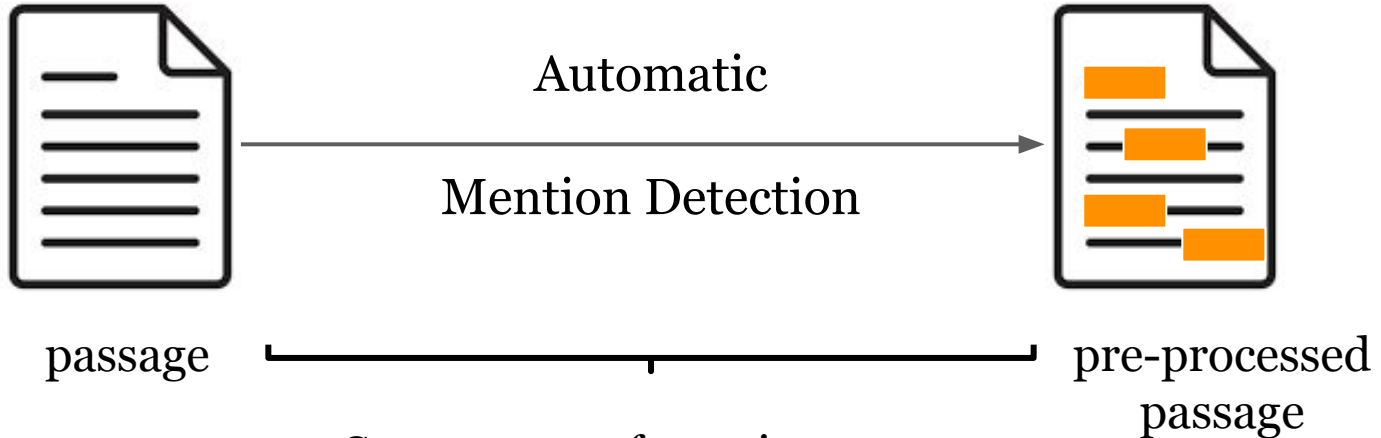 Automatic
Mention Detection
passage
pre-processed
passage